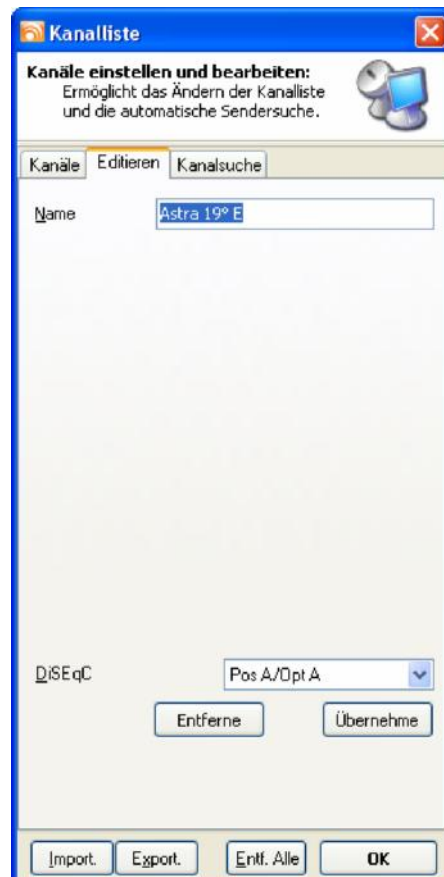 Kanalliste
Kanäle einstellen und bearbeiten:
Ermöglicht das Ändern der Kanalliste
und die automatische Sendersuche.
Kanäle Editieren Kanalsuche
Name Astra 19° E
DiSEqC Pos A/Opt A
Entferne Übernehme
Import. Export. Entf. Alle OK